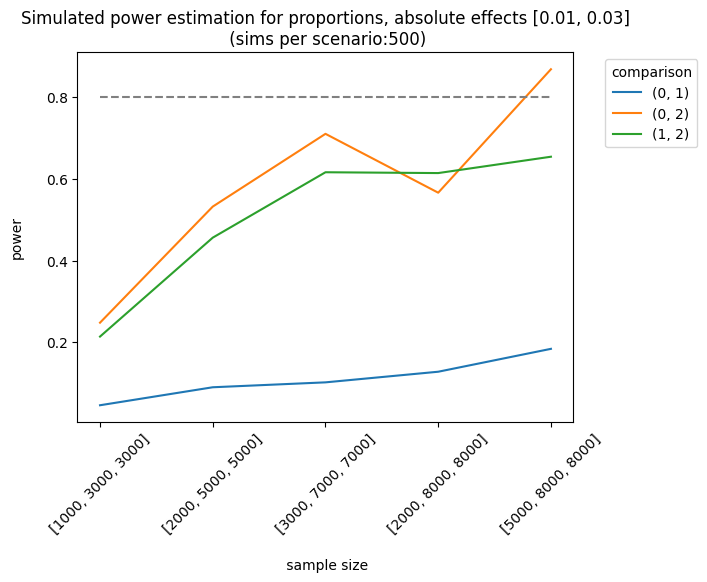 Simulated power estimation for proportions, absolute effects [0.01, 0.03]
(sims per scenario:500)
comparison
(0, 1)
(0, 2)
(1, 2)
power
0.8
0.6
0.4
0.2
[1000, 3000, 3000]
[2000, 5000, 5000]
[3000, 7000, 7000]
[2000, 8000, 8000]
[5000, 8000, 8000]
sample size